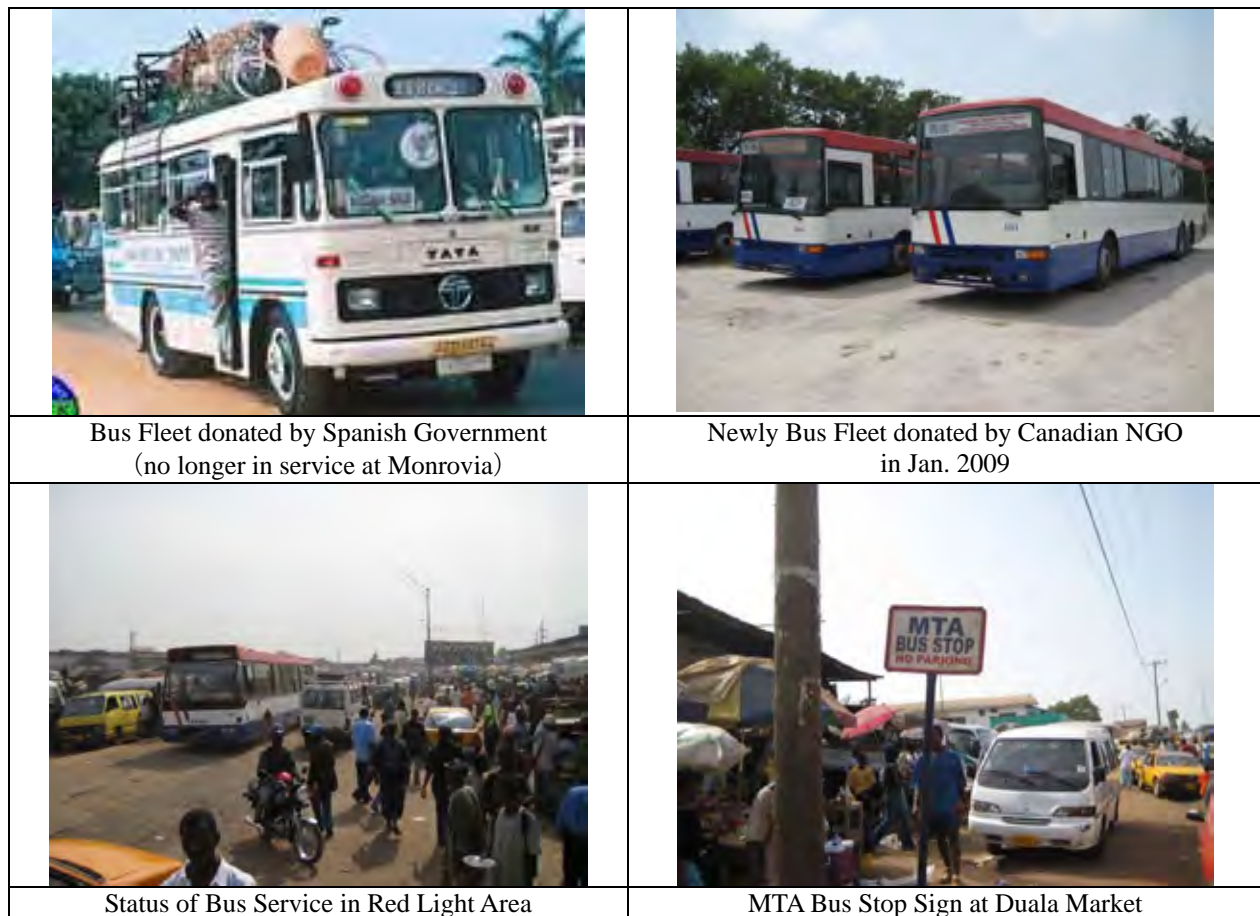 TATA
Bus Fleet donated by Spanish Government
（no longer in service at Monrovia）
Newly Bus Fleet donated by Canadian NGO
in Jan. 2009
MTA
BUS STOP
NO PARKING
Status of Bus Service in Red Light Area
MTA Bus Stop Sign at Duala Market